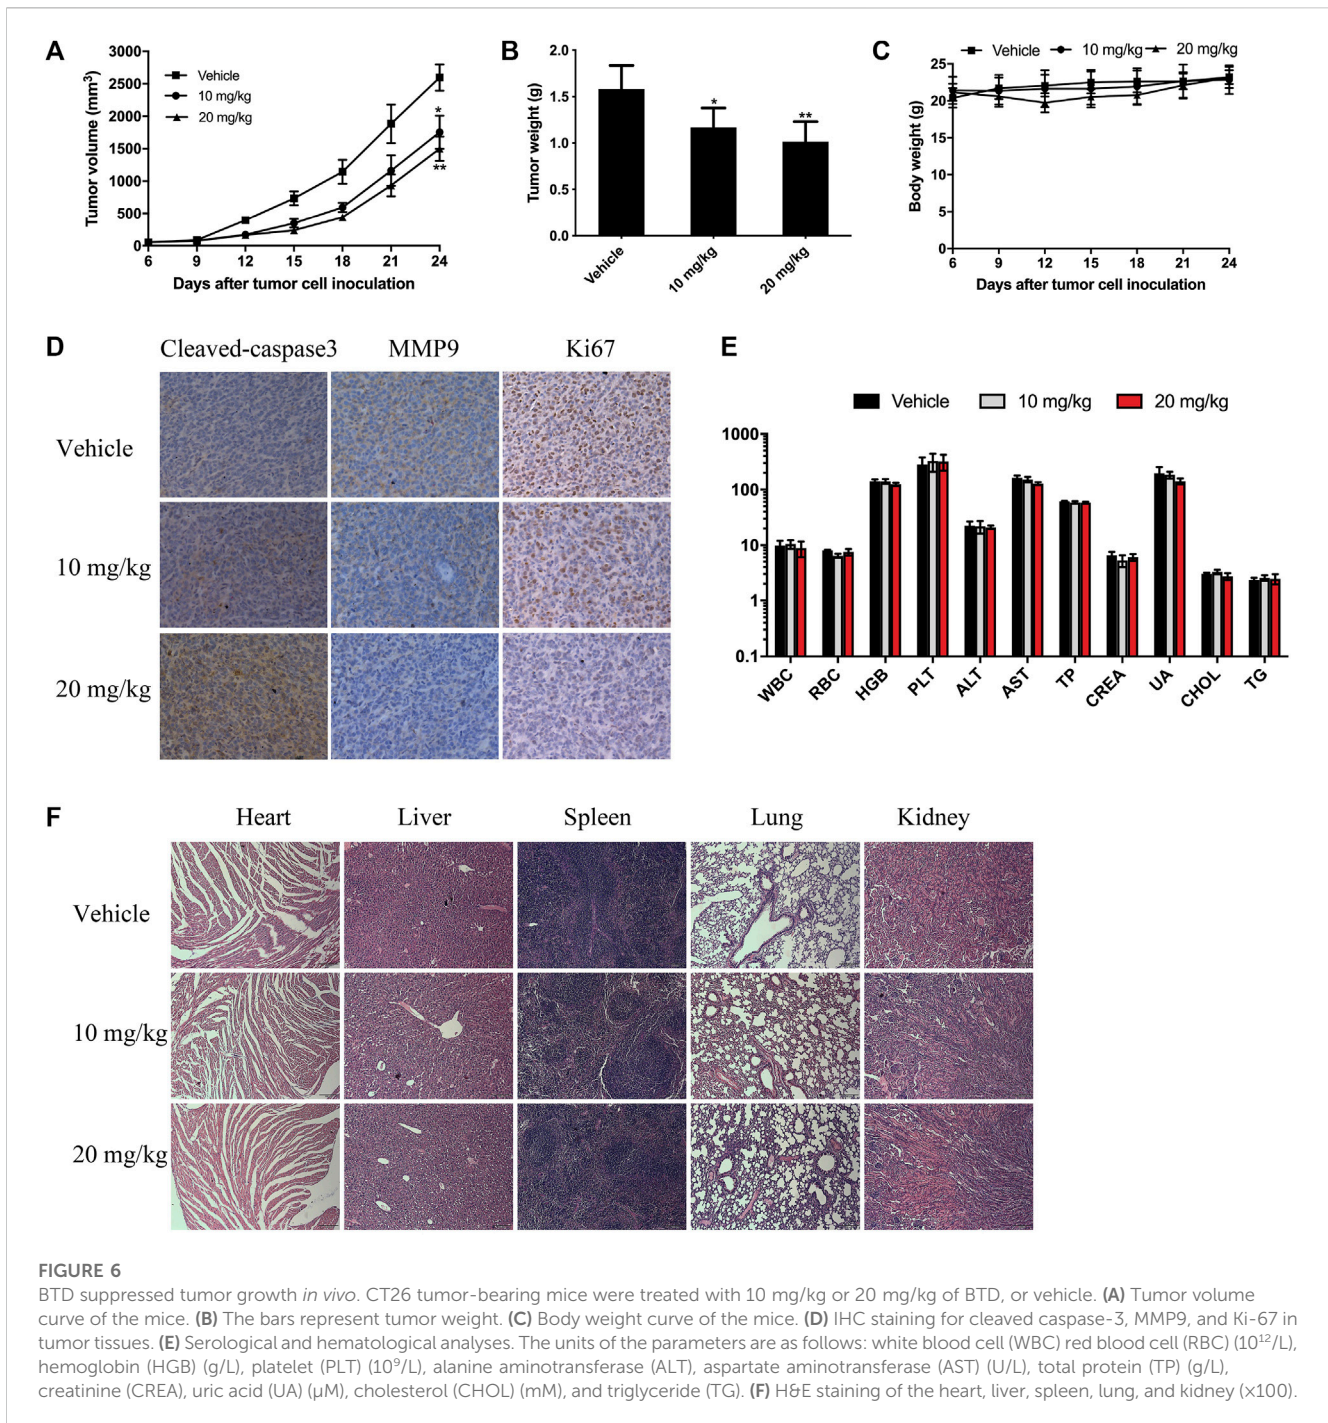 A
3000
2500
2000
1500
1000
500
0
Tumor volume (mm³)
Vehicle
10 mg/kg
20 mg/kg
*
**
6 9 12 15 18 21 24
Days after tumor cell inoculation
B
2.0
1.5
1.0
0.5
0.0
Tumor weight (g)
*
**
Vehicle
10 mg/kg
20 mg/kg
C
Vehicle 10 mg/kg 20 mg/kg
25
20
15
10
5
0
Body weight (g)
6 9 12 15 18 21 24
Days after tumor cell inoculation
D
Cleaved-caspase3 MMP9 Ki67
Vehicle
10 mg/kg
20 mg/kg
E
Vehicle 10 mg/kg 20 mg/kg
1000
100
10
1
0.1
WBC RBC HGB PLT ALT AST TP CREA UA CHOL TG
F
Heart Liver Spleen Lung Kidney
Vehicle
10 mg/kg
20 mg/kg
FIGURE 6
BTD suppressed tumor growth in vivo. CT26 tumor-bearing mice were treated with 10 mg/kg or 20 mg/kg of BTD, or vehicle. (A) Tumor volume
curve of the mice. (B) The bars represent tumor weight. (C) Body weight curve of the mice. (D) IHC staining for cleaved caspase-3, MMP9, and Ki-67 in
tumor tissues. (E) Serological and hematological analyses. The units of the parameters are as follows: white blood cell (WBC) red blood cell (RBC) (10¹²/L),
hemoglobin (HGB) (g/L), platelet (PLT) (10⁹/L), alanine aminotransferase (ALT), aspartate aminotransferase (AST) (U/L), total protein (TP) (g/L),
creatinine (CREA), uric acid (UA) (μM), cholesterol (CHOL) (mM), and triglyceride (TG). (F) H&E staining of the heart, liver, spleen, lung, and kidney (×100).